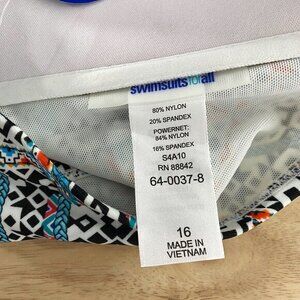 swimsuitsforall
80% NYLON
20% SPANDEX
POWERNET:
84% NYLON
16% SPANDEX
S4A10
RN 88842
64-0037-8
16
MADE IN
VIETNAM